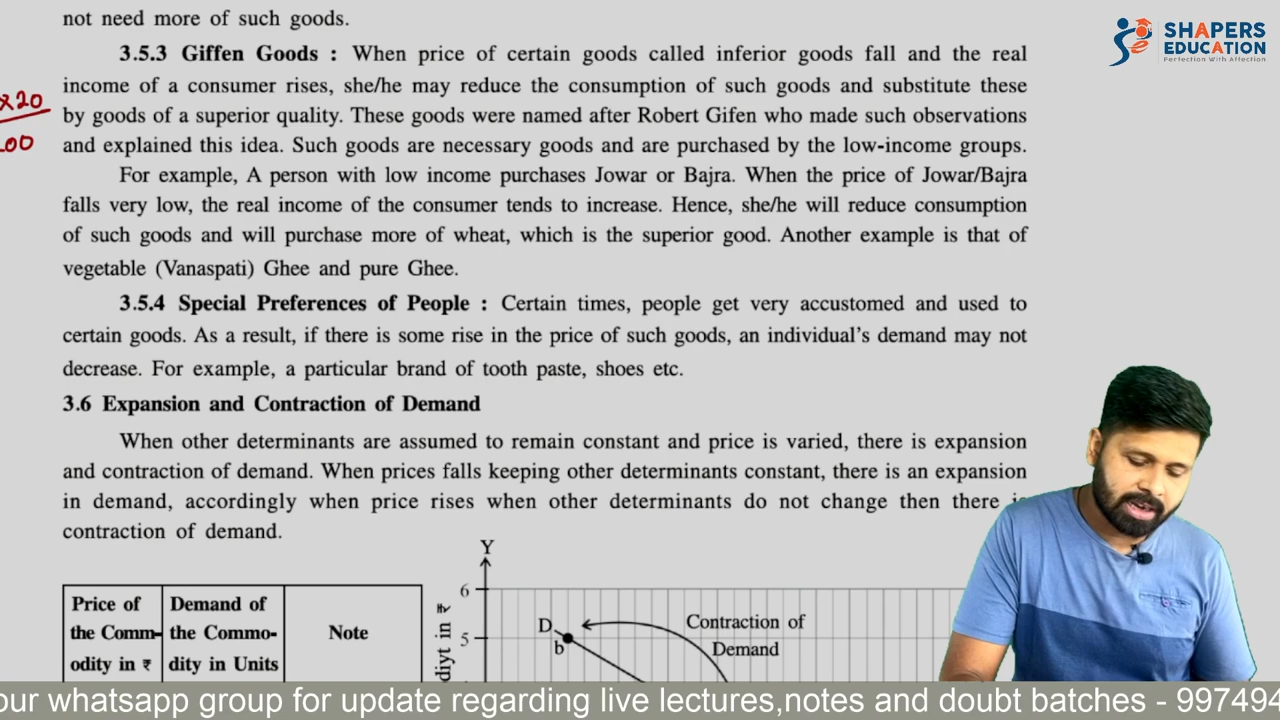 not need more of such goods.
SHAPERS
EDUCATION
Perfection With Affection
3.5.3 Giffen Goods : When price of certain goods called inferior goods fall and the real
income of a consumer rises, she/he may reduce the consumption of such goods and substitute these
×20
by goods of a superior quality. These goods were named after Robert Gifen who made such observations
00
and explained this idea. Such goods are necessary goods and are purchased by the low-income groups.
For example, A person with low income purchases Jowar or Bajra. When the price of Jowar/Bajra
falls very low, the real income of the consumer tends to increase. Hence, she/he will reduce consumption
of such goods and will purchase more of wheat, which is the superior good. Another example is that of
vegetable (Vanaspati) Ghee and pure Ghee.
3.5.4 Special Preferences of People : Certain times, people get very accustomed and used to
certain goods. As a result, if there is some rise in the price of such goods, an individual's demand may not
decrease. For example, a particular brand of tooth paste, shoes etc.
3.6 Expansion and Contraction of Demand
When other determinants are assumed to remain constant and price is varied, there is expansion
and contraction of demand. When prices falls keeping other determinants constant, there is an expansion
in demand, accordingly when price rises when other determinants do not change then there
contraction of demand.
Price of
the Comm-
odity in ₹
Demand of
the Commo-
dity in Units
Note
Y
6
5
diyt in ₹
D
b
Contraction of
Demand
our whatsapp group for update regarding live lectures,notes and doubt batches - 997494